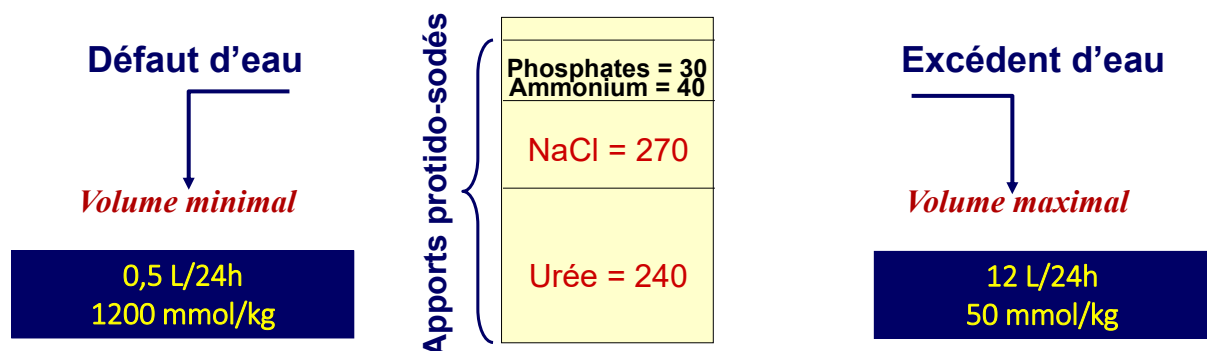 Défaut d'eau
Volume minimal
0,5 L/24h
1200 mmol/kg
Apports protido-sodés
Phosphates = 30
Ammonium = 40
NaCl = 270
Urée = 240
Excédent d'eau
Volume maximal
12 L/24h
50 mmol/kg